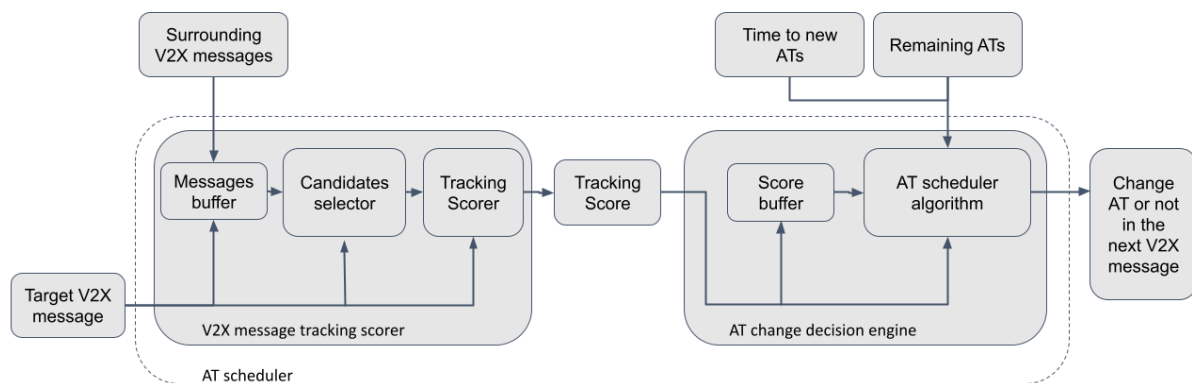 Surrounding
V2X messages
Time to new
ATs
Remaining ATs
Messages
buffer
Candidates
selector
Tracking
Scorer
Tracking
Score
Score
buffer
AT scheduler
algorithm
Change
AT or not
in the
next V2X
message
Target V2X
message
V2X message tracking scorer
AT change decision engine
AT scheduler